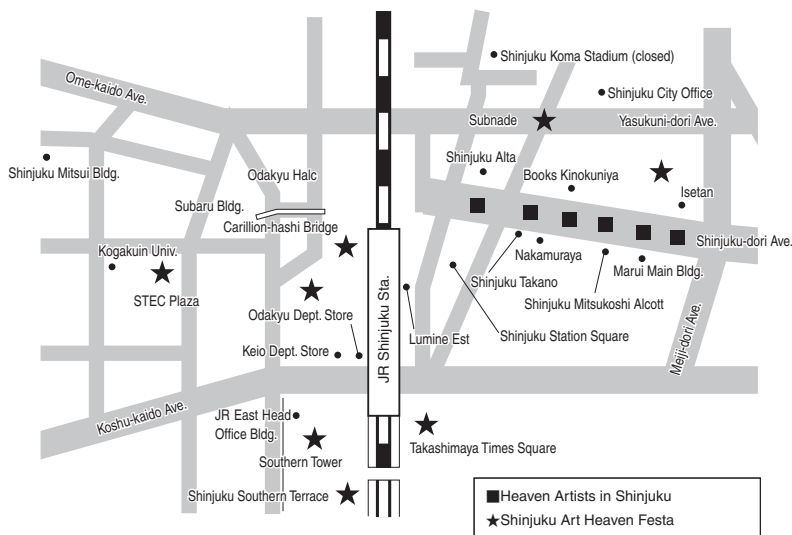 Shinjuku Koma Stadium (closed)
Ome-kaido Ave.
Shinjuku City Office
Subnade
Yasukuni-dori Ave.
Shinjuku Alta
Shinjuku Mitsui Bldg.
Odakyu Halc
Books Kinokuniya
Isetan
Subaru Bldg.
Carillion-hashi Bridge
Shinjuku-dori Ave.
Kogakuin Univ.
Nakamuraya
Marui Main Bldg.
Shinjuku Takano
STEC Plaza
Shinjuku Mitsukoshi Alcott
Odakyu Dept. Store
JR Shinjuku Sta.
Lumine Est
Shinjuku Station Square
Meiji-dori Ave.
Keio Dept. Store
Koshu-kaido Ave.
JR East Head
Office Bldg.
Takashimaya Times Square
Southern Tower
Shinjuku Southern Terrace
Heaven Artists in Shinjuku
Shinjuku Art Heaven Festa